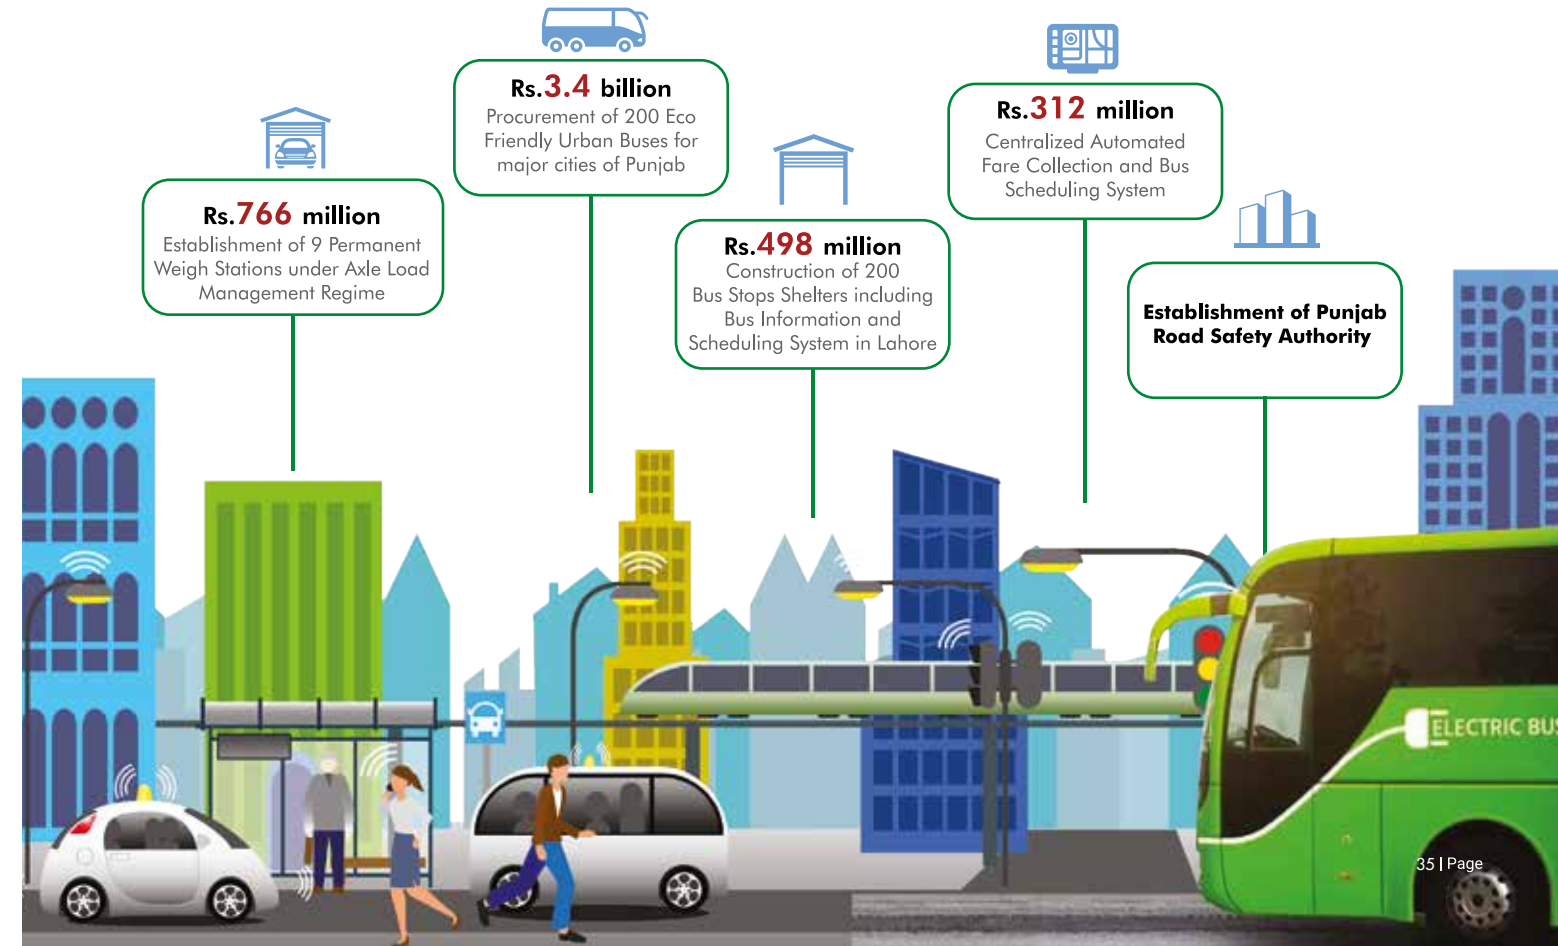 Rs.3.4 billion
Procurement of 200 Eco
Friendly Urban Buses for
major cities of Punjab
Rs.312 million
Centralized Automated
Fare Collection and Bus
Scheduling System
Rs.766 million
Establishment of 9 Permanent
Weigh Stations under Axle Load
Management Regime
Rs.498 million
Construction of 200
Bus Stops Shelters including
Bus Information and
Scheduling System in Lahore
Establishment of Punjab
Road Safety Authority
ELECTRIC BUS
35 | Page